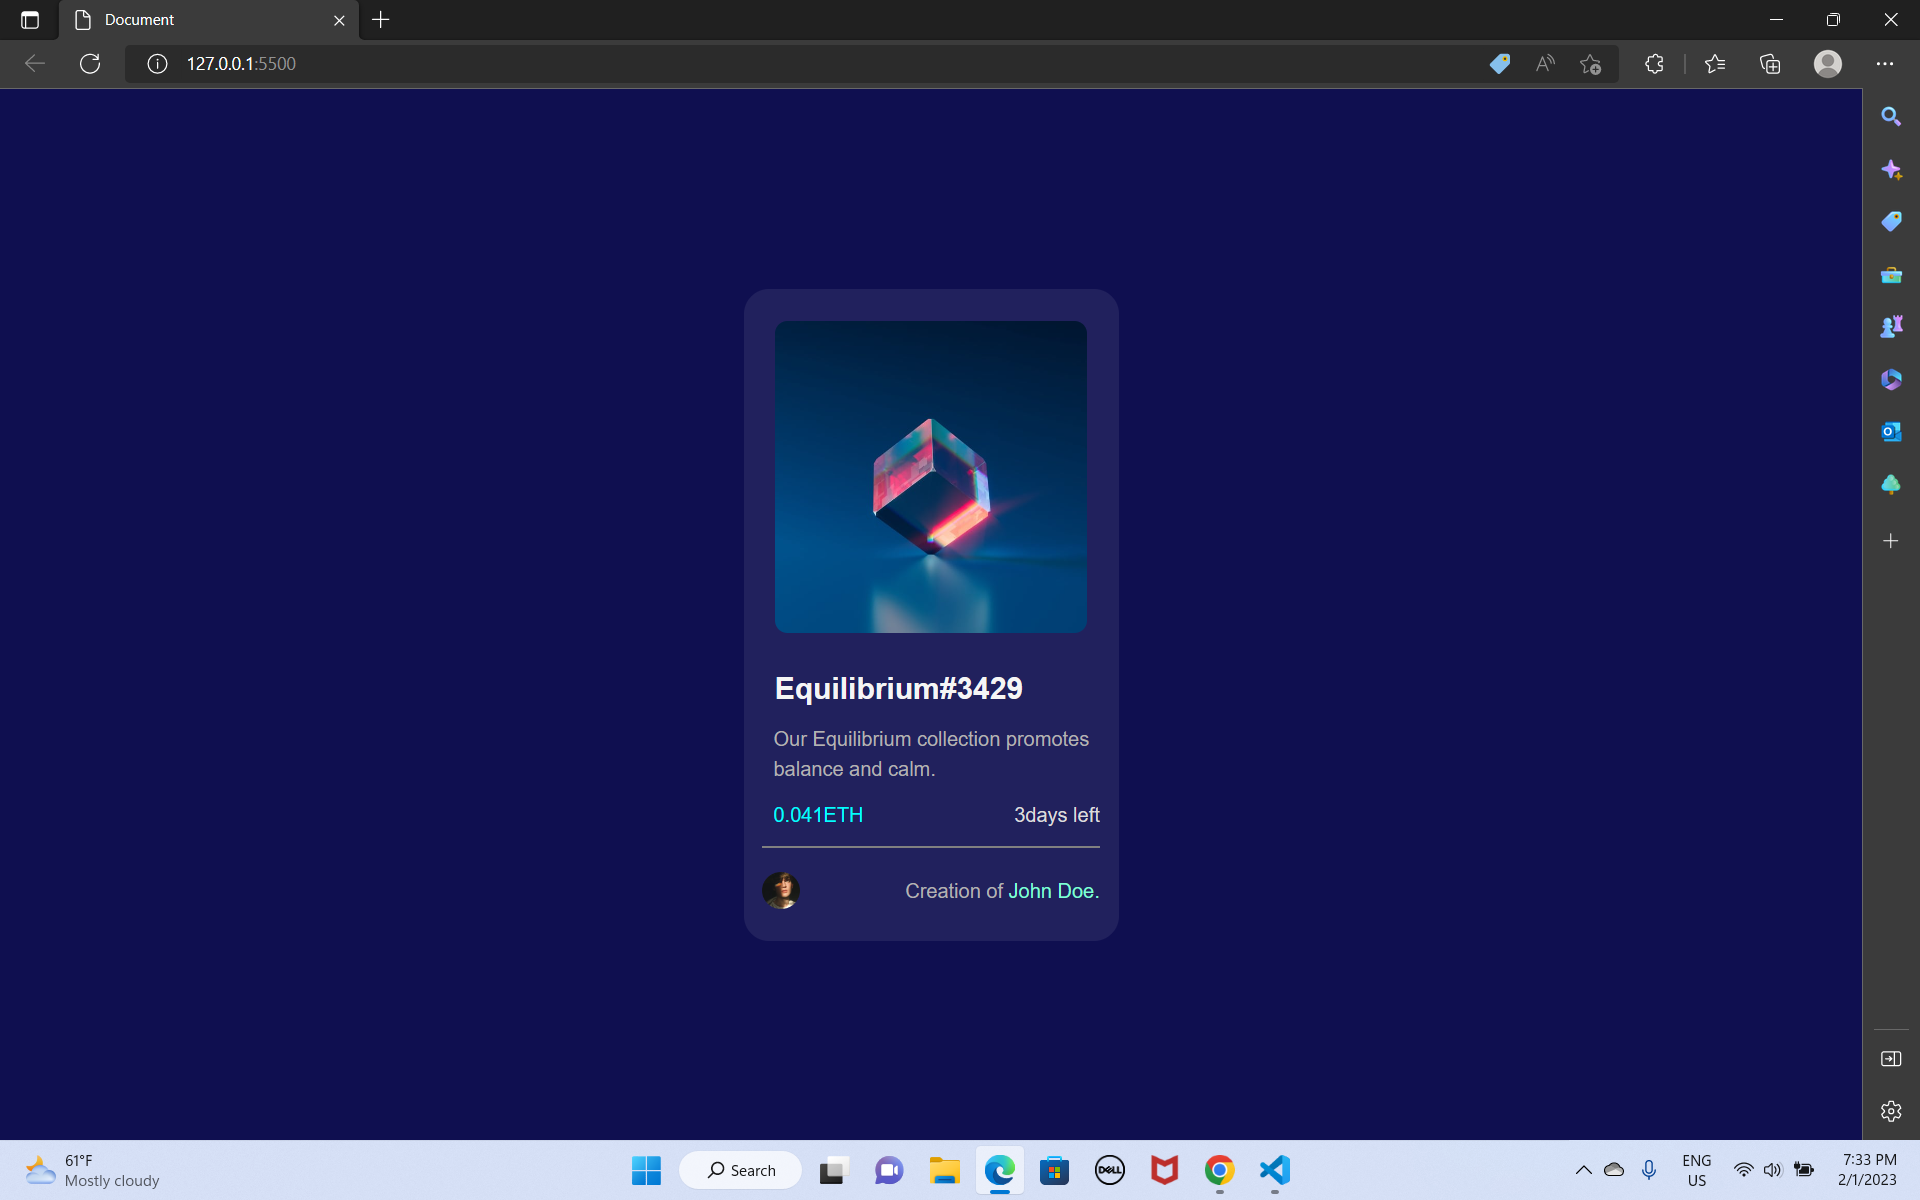 Document
127.0.0.1:5500
Equilibrium#3429
Our Equilibrium collection promotes
balance and calm.
0.041ETH
3days left
Creation of John Doe.
61°F
Mostly cloudy
Search
DELL
ENG
US
7:33 PM
2/1/2023